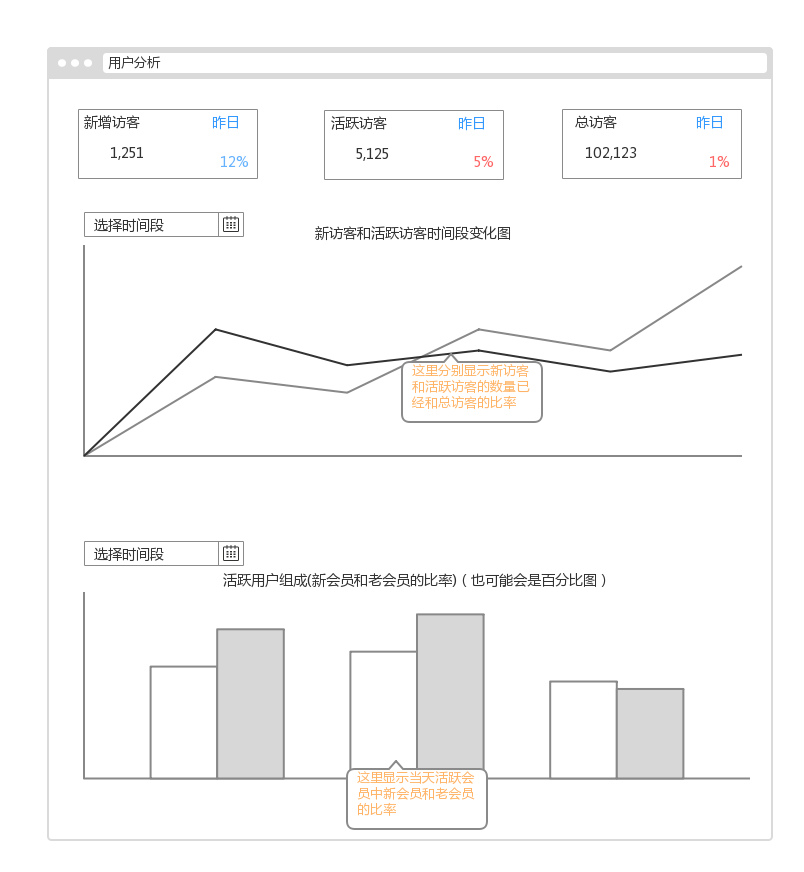 用户分析
新增访客 昨日
1,251
12%
活跃访客 昨日
5,125
5%
总访客 昨日
102,123
1%
选择时间段
新访客和活跃访客时间段变化图
这里分别显示新访客
和活跃访客的数量已
经和总访客的比率
选择时间段
活跃用户组成(新会员和老会员的比率)（也可能会是百分比图）
这里显示当天活跃会
员中新会员和老会员
的比率